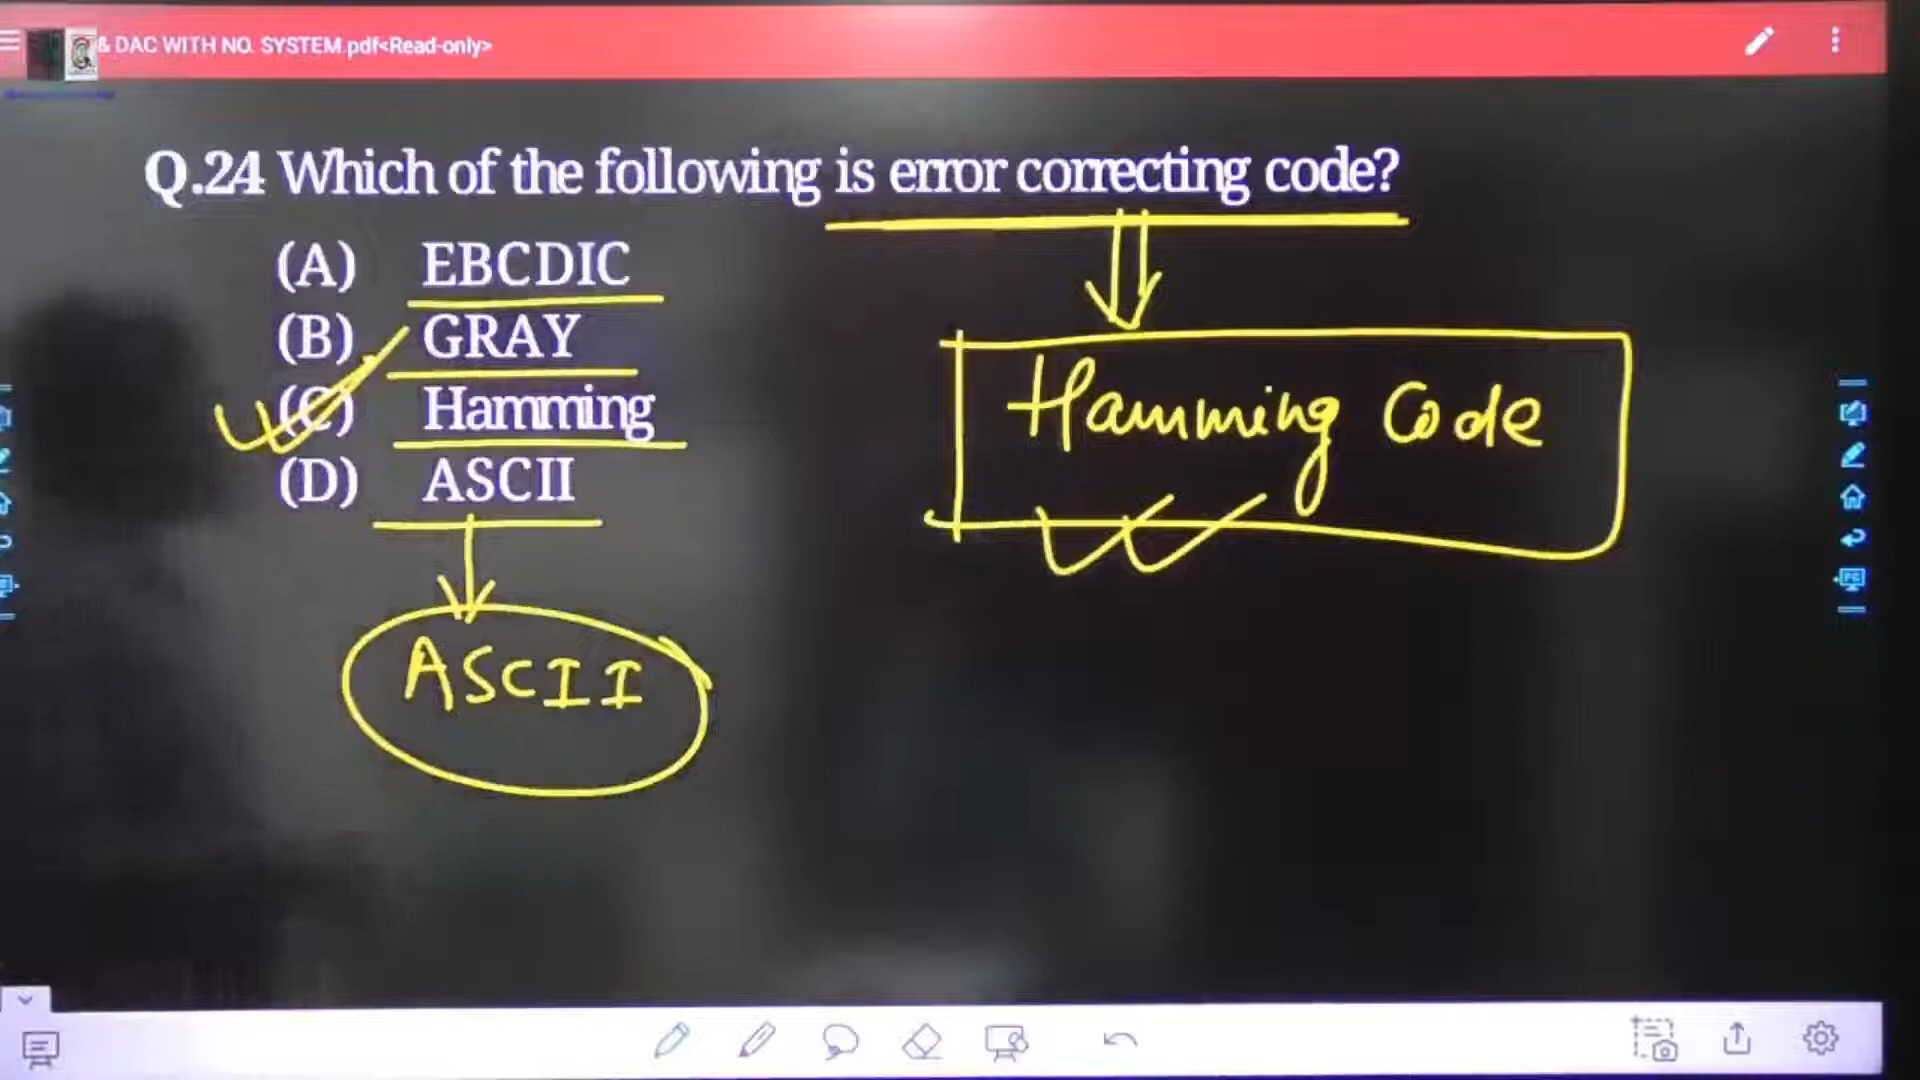 & DAC WITH NO. SYSTEM.pdf<Read-only>
Q.24 Which of the following is error correcting code?
(A) EBCDIC
(B) GRAY
(C) Hamming
(D) ASCII
Hamming Code
ASCII